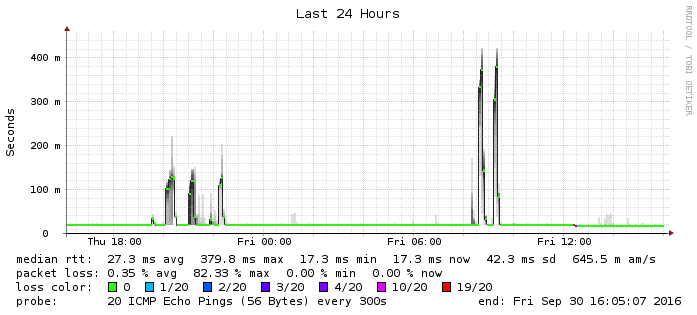 Last 24 Hours
RRDTOOL / TOBI OETIKER
Seconds
400 m
300 m
200 m
100 m
0
Thu 18:00 Fri 00:00 Fri 06:00 Fri 12:00
median rtt: 27.3 ms avg 379.8 ms max 17.3 ms min 17.3 ms now 42.3 ms sd 645.5 m am/s
packet loss: 0.35 % avg 82.33 % max 0.00 % min 0.00 % now
loss color: 0 1/20 2/20 3/20 4/20 10/20 19/20
probe: 20 ICMP Echo Pings (56 Bytes) every 300s end: Fri Sep 30 16:05:07 2016